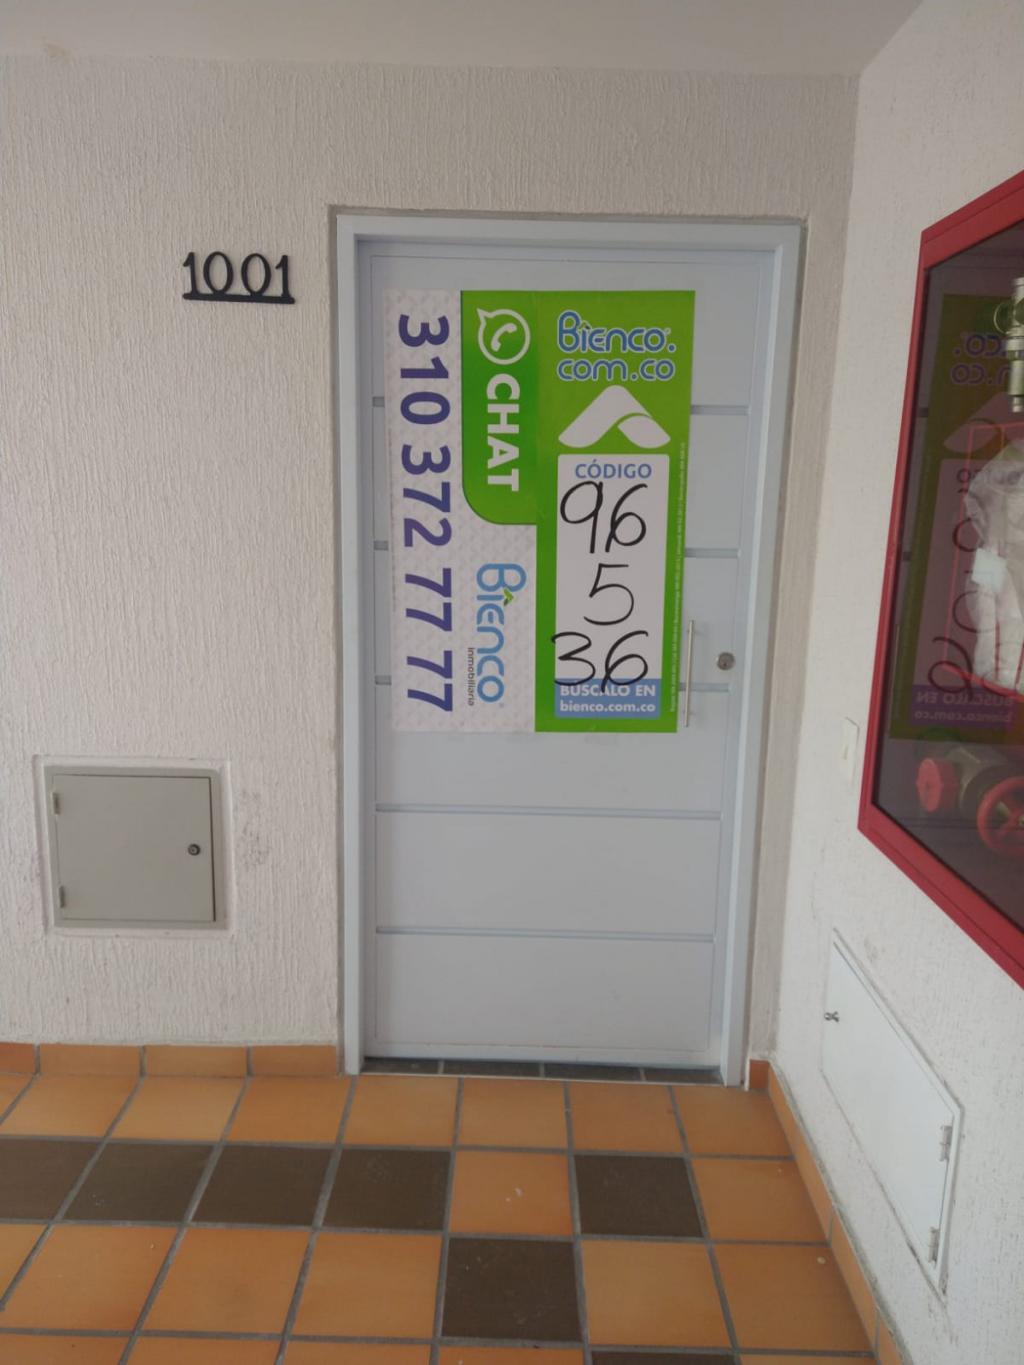 1001
310 372 77 77
CHAT
Bienco
inmobiliaria
Bienco.
com.co
CÓDIGO
96
5
36
BUSCALO EN
bienco.com.co